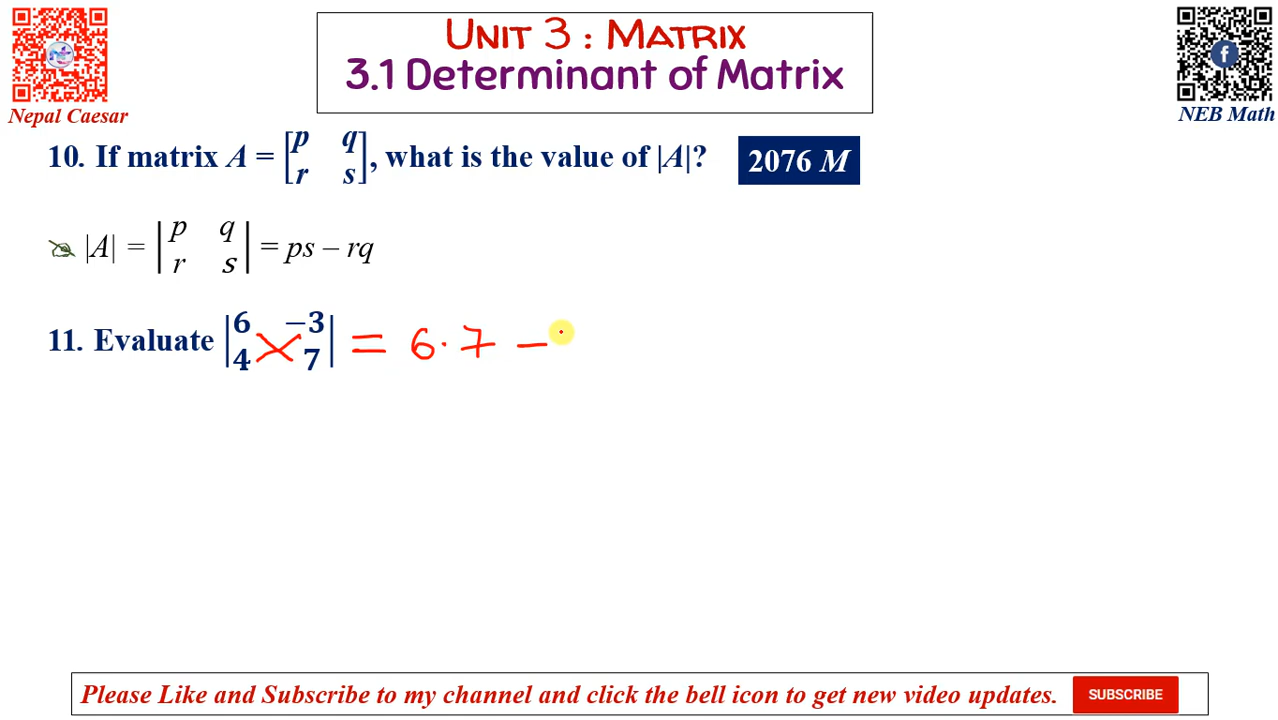 UNIT 3 : MATRIX
3.1 Determinant of Matrix
Nepal Caesar
NEB Math
10. If matrix A = [p q; r s], what is the value of |A|? 2076 M
|A| = |p q; r s| = ps – rq
11. Evaluate |6 −3; 4 7| = 6·7 −
Please Like and Subscribe to my channel and click the bell icon to get new video updates. SUBSCRIBE